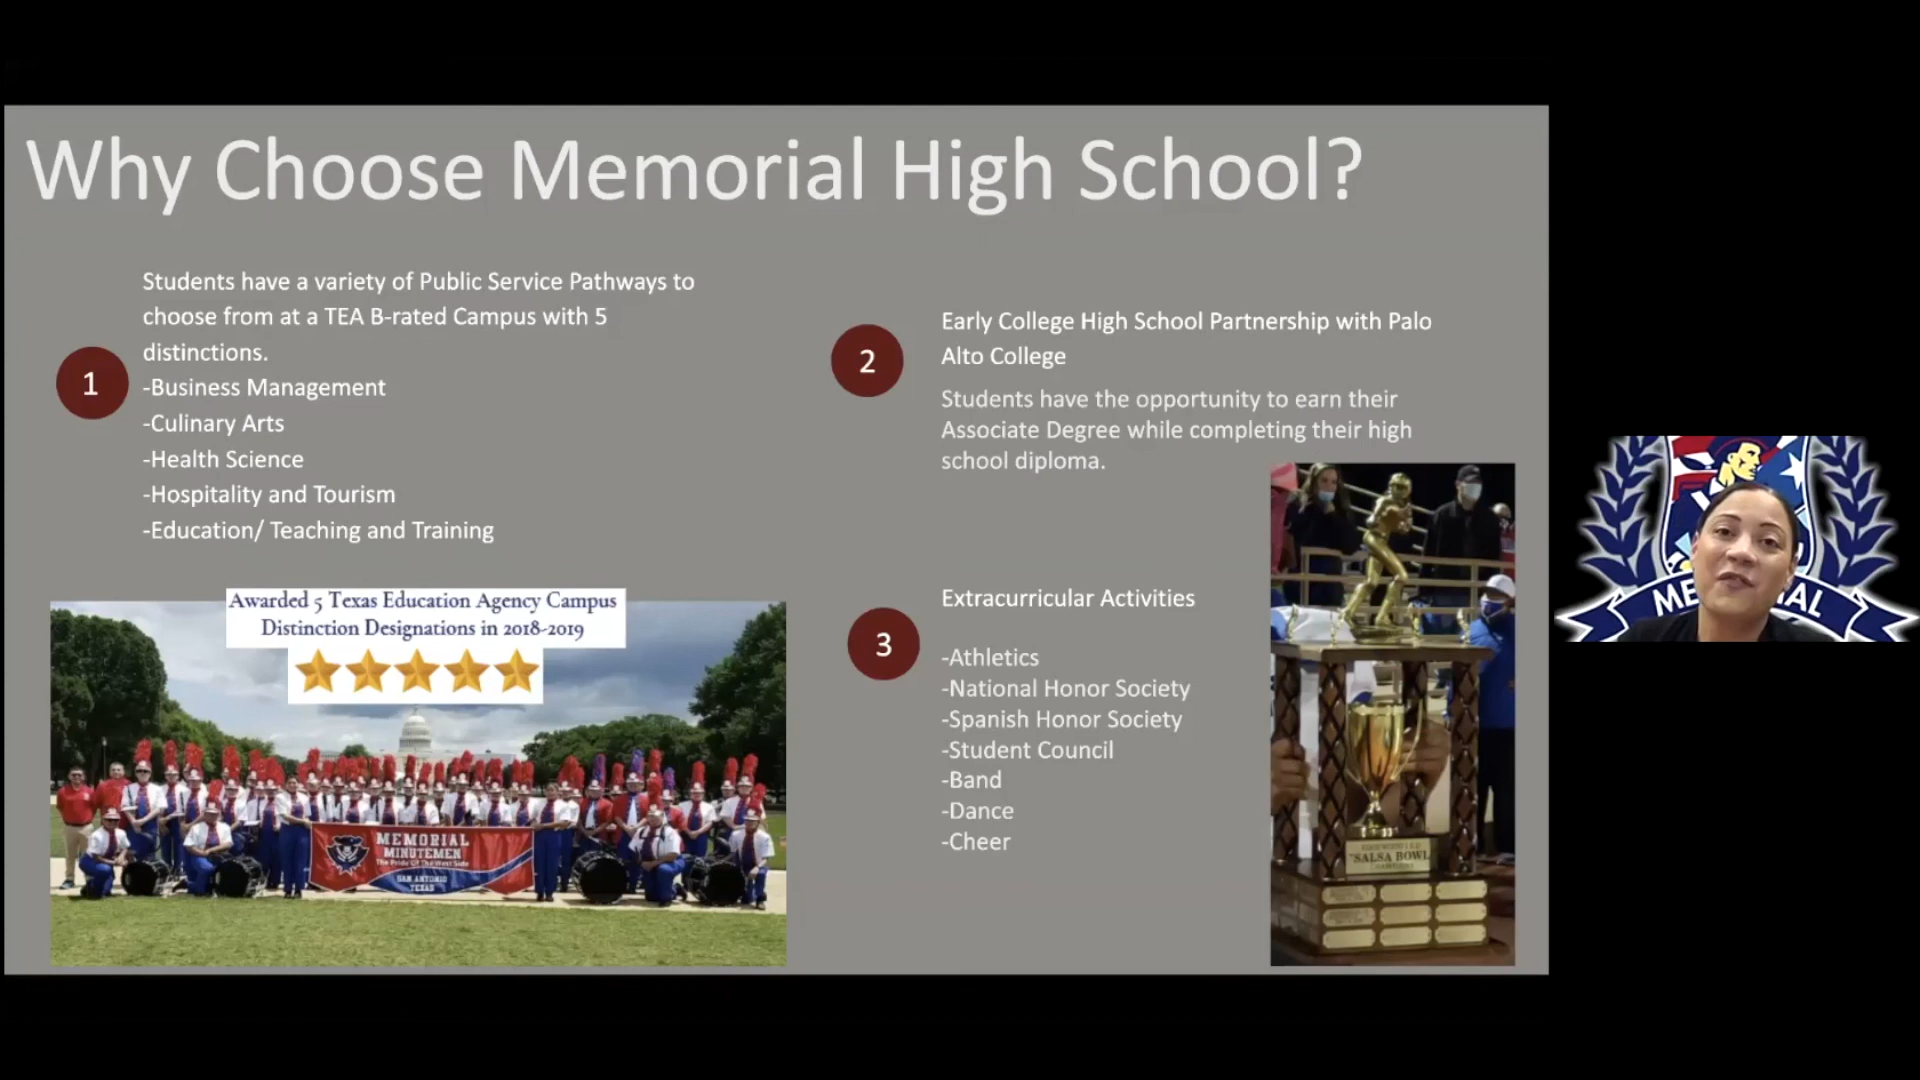 Why Choose Memorial High School?
1
Students have a variety of Public Service Pathways to
choose from at a TEA B-rated Campus with 5
distinctions.
-Business Management
-Culinary Arts
-Health Science
-Hospitality and Tourism
-Education/ Teaching and Training
Awarded 5 Texas Education Agency Campus
Distinction Designations in 2018-2019
MEMORIAL
MINUTEMEN
The Pride Of The West Side
SAN ANTONIO
TEXAS
2
Early College High School Partnership with Palo
Alto College
Students have the opportunity to earn their
Associate Degree while completing their high
school diploma.
3
Extracurricular Activities
-Athletics
-National Honor Society
-Spanish Honor Society
-Student Council
-Band
-Dance
-Cheer
"SALSA BOWL